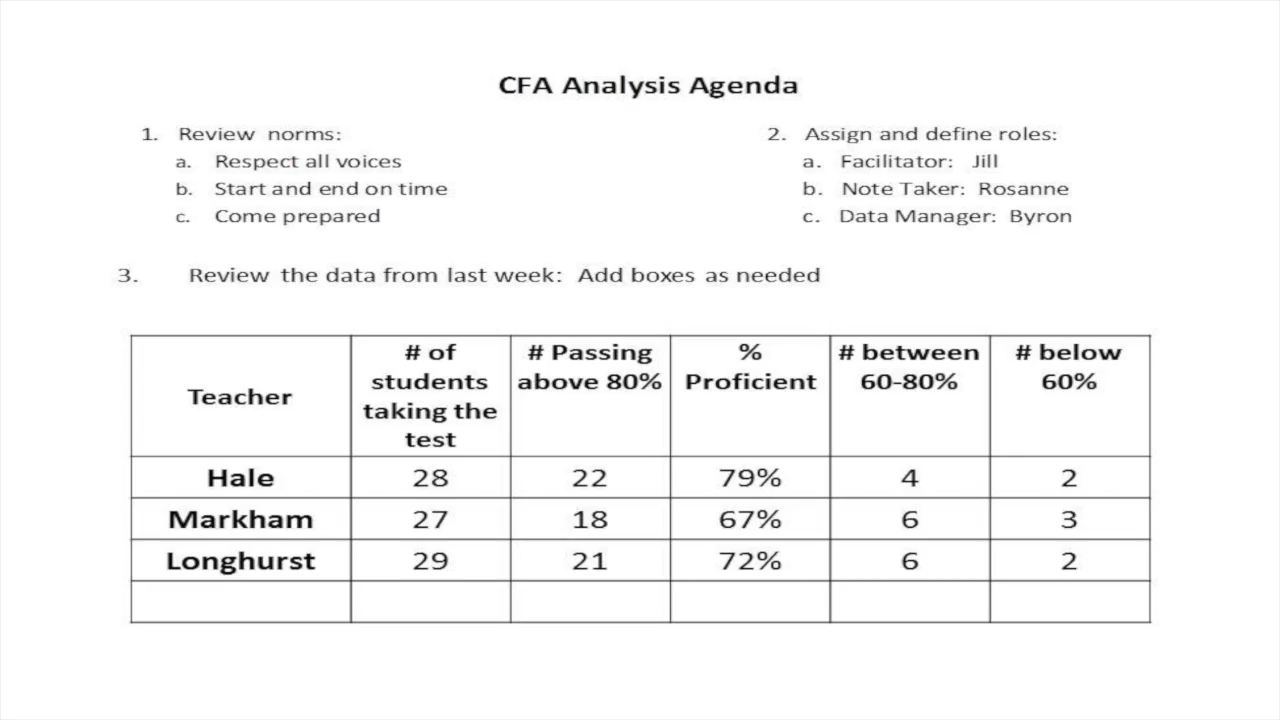 CFA Analysis Agenda
1. Review norms:
a. Respect all voices
b. Start and end on time
c. Come prepared
2. Assign and define roles:
a. Facilitator: Jill
b. Note Taker: Rosanne
c. Data Manager: Byron
3. Review the data from last week: Add boxes as needed
Teacher
# of
students
taking the
test
# Passing
above 80%
%
Proficient
# between
60-80%
# below
60%
Hale 28 22 79% 4 2
Markham 27 18 67% 6 3
Longhurst 29 21 72% 6 2